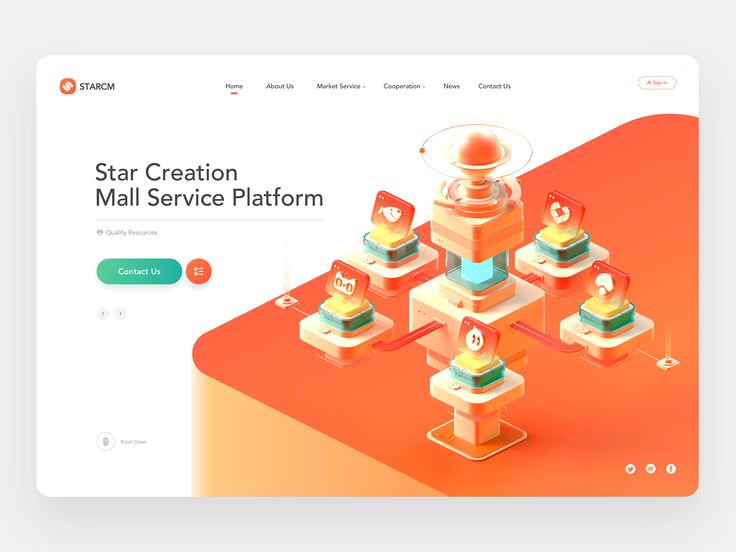 STARCM
Home
About Us
Market Service
Cooperation
News
Contact Us
Sign In
Star Creation
Mall Service Platform
Quality Resources
Contact Us
Scroll Down